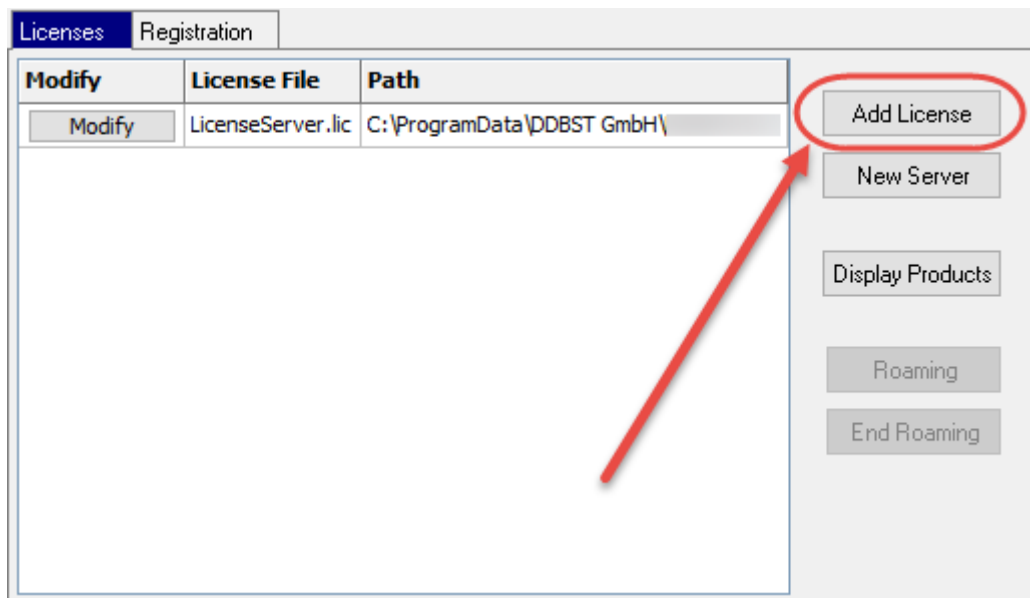 Licenses Registration
Modify License File Path
Modify LicenseServer.lic C:\ProgramData\DDBST GmbH\
Add License
New Server
Display Products
Roaming
End Roaming